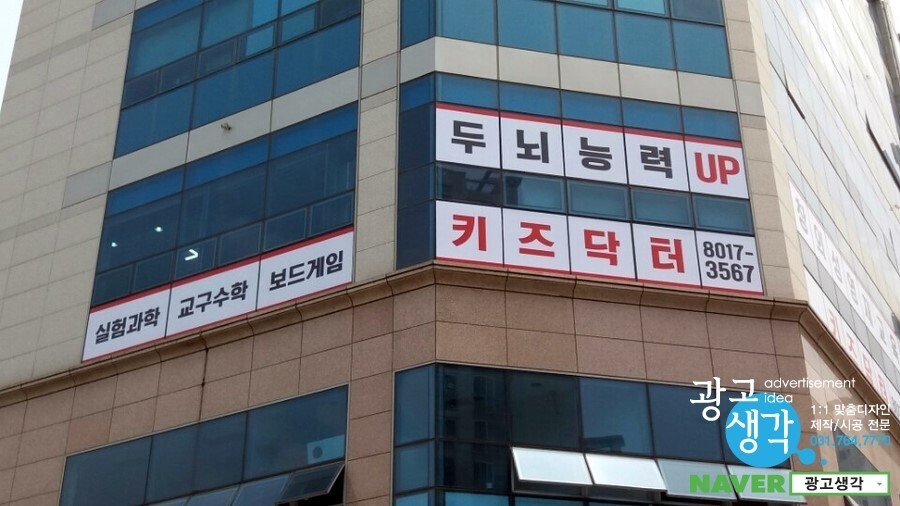 두뇌능력UP
키즈닥터 8017-3567
실험과학 교구수학 보드게임
광고생각
advertisement idea
1:1 맞춤디자인
제작/시공 전문
031.764.7770
NAVER 광고생각